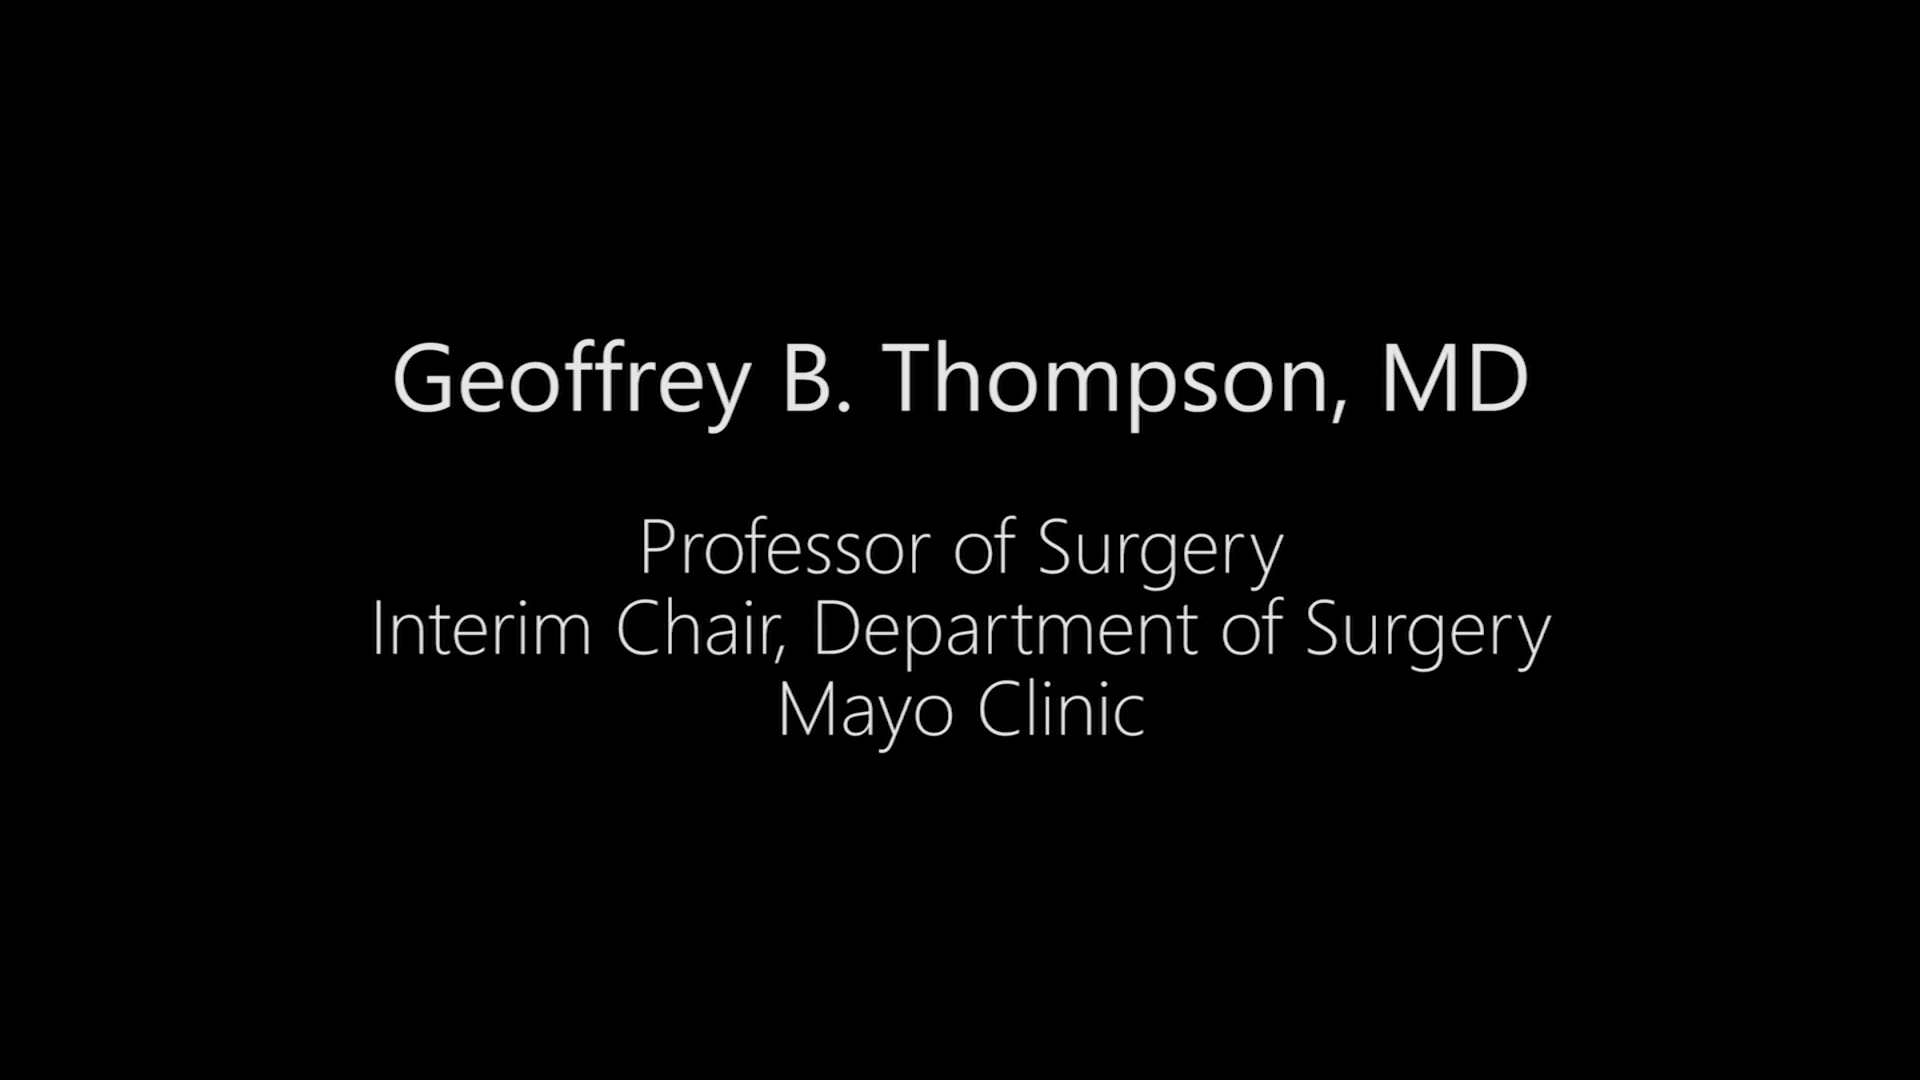 Geoffrey B. Thompson, MD
Professor of Surgery
Interim Chair, Department of Surgery
Mayo Clinic